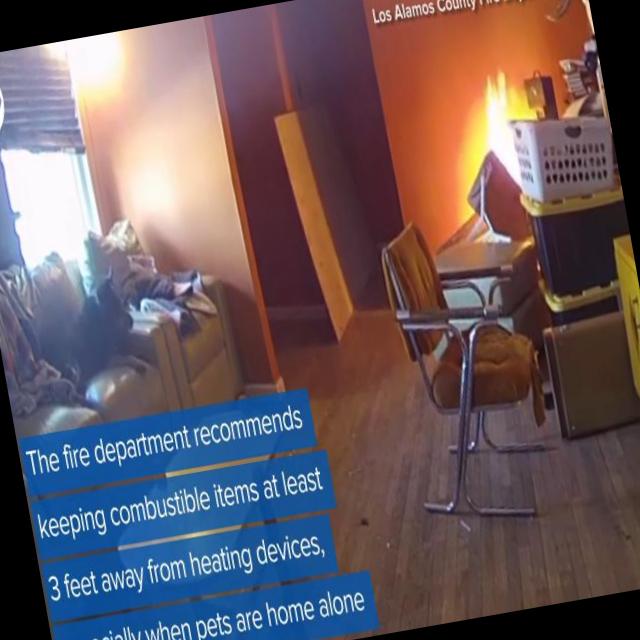 Los Alamos County
The fire department recommends
keeping combustible items at least
3 feet away from heating devices,
when pets are home alone